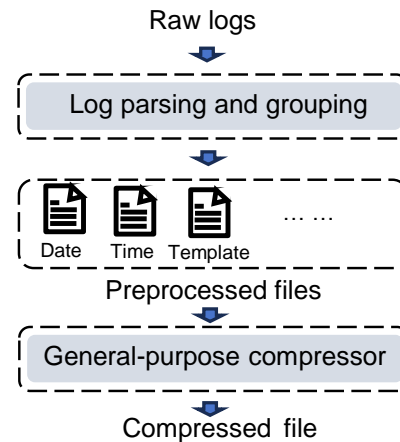 Raw logs
Log parsing and grouping
... ...
Date Time Template
Preprocessed files
General-purpose compressor
Compressed file